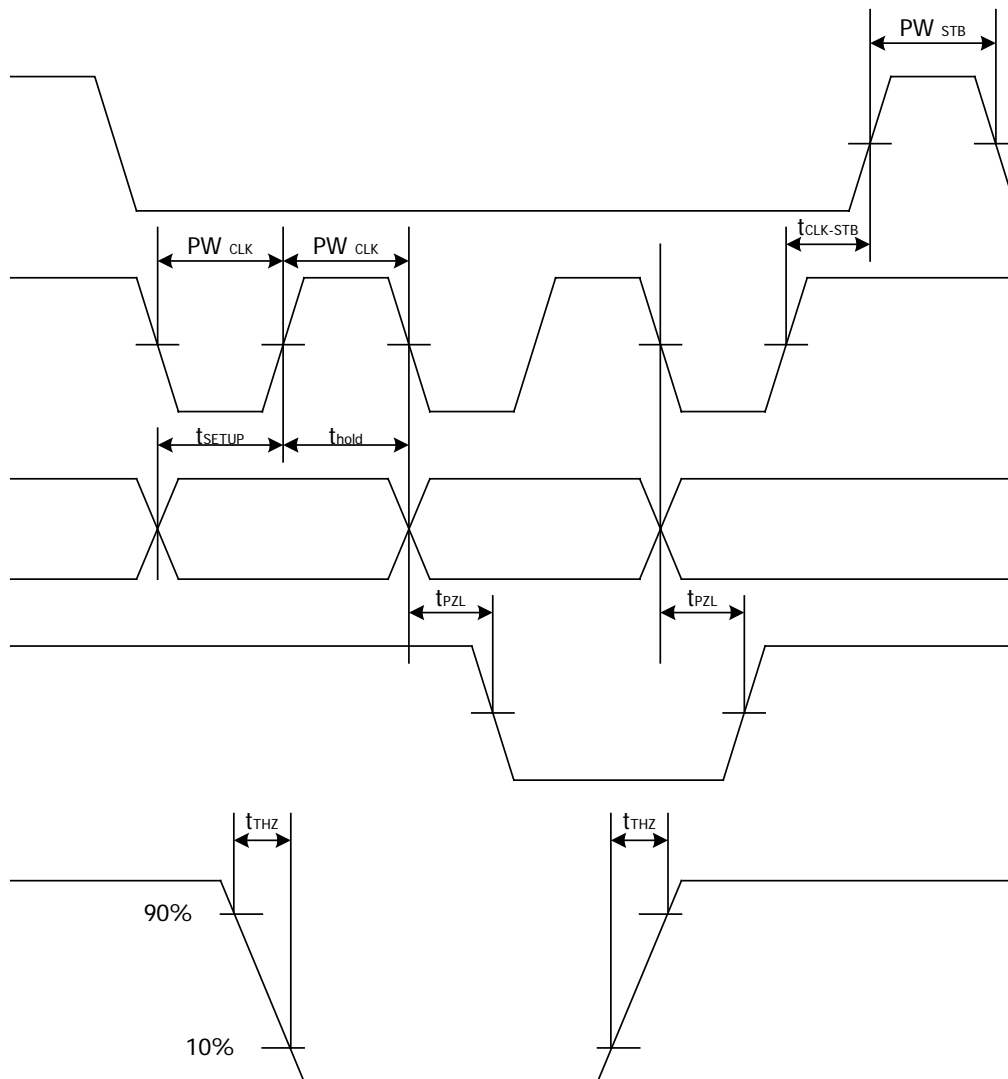 PW STB
tCLK-STB
PW CLK PW CLK
tSETUP thold
tPZL tPZL
tTHZ tTHZ
90%
10%